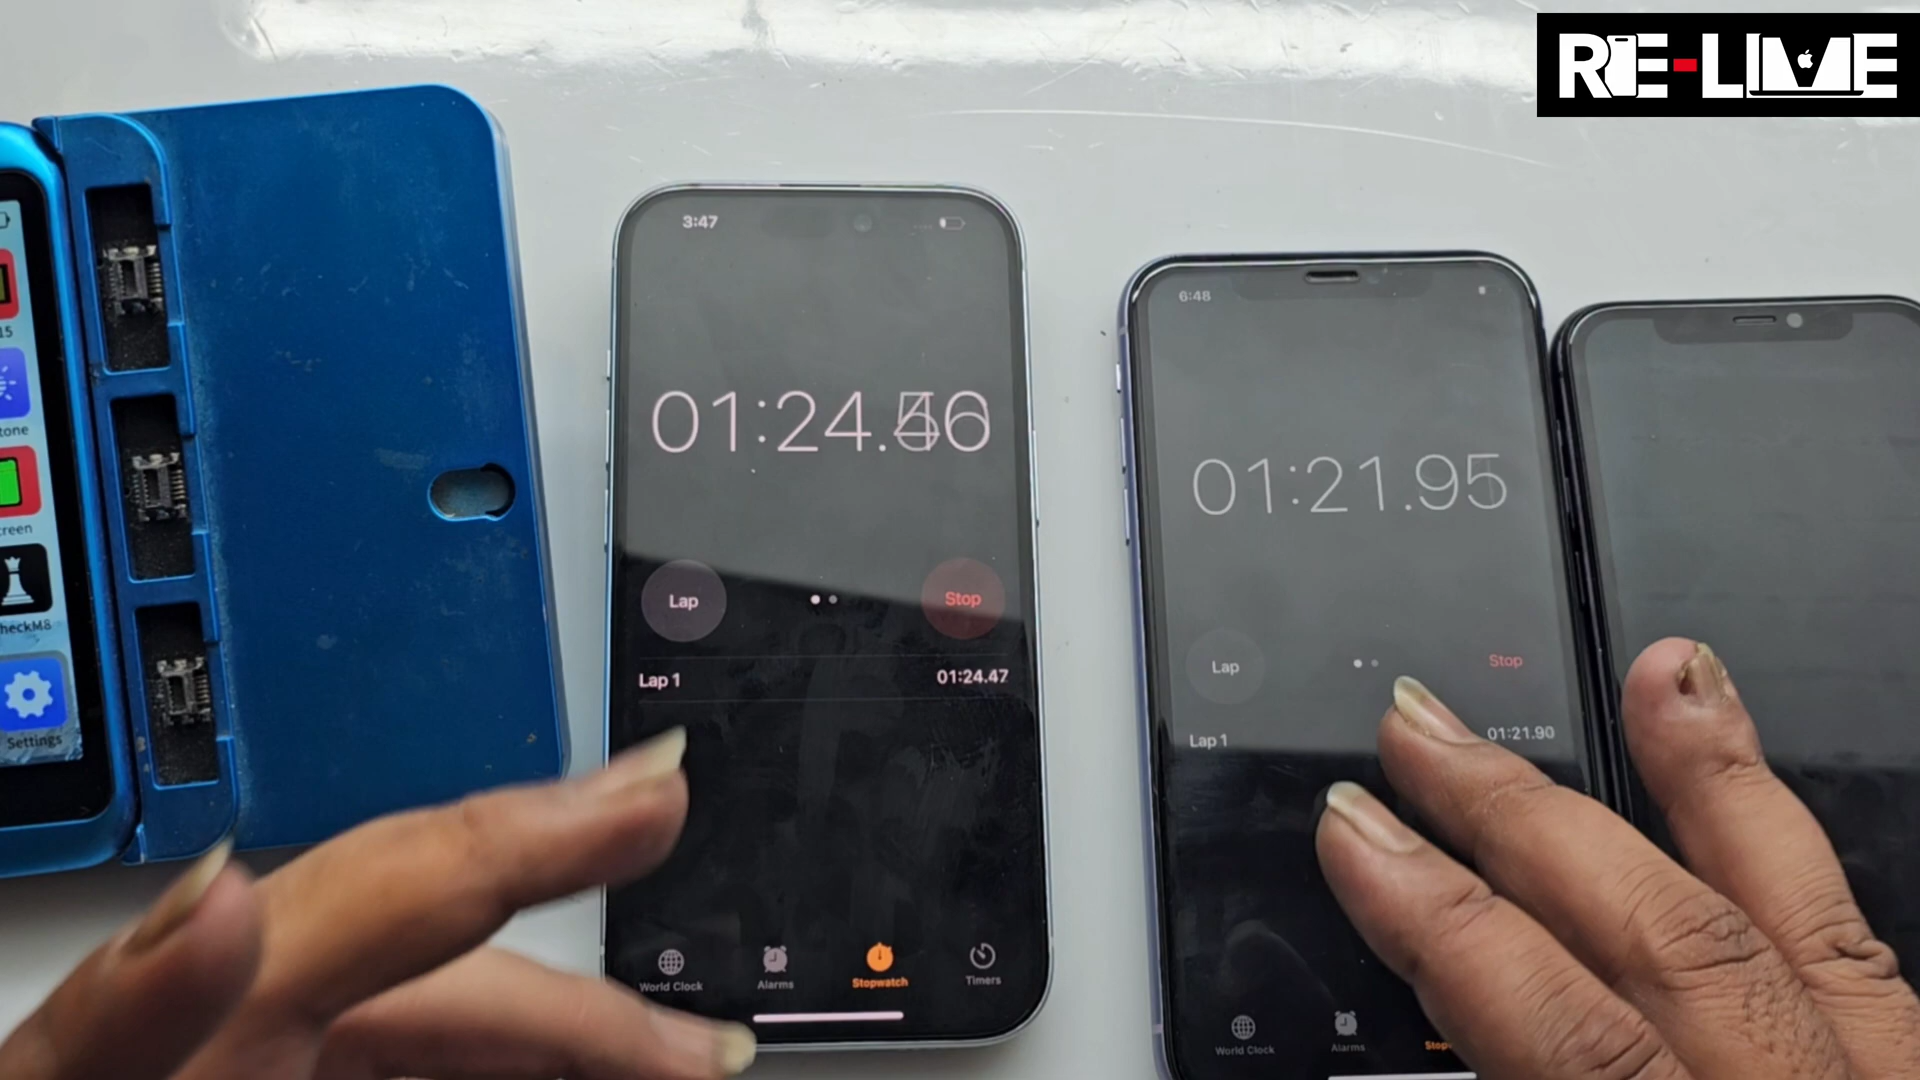 RE-LIVE
15
tone
creen
heckM8
Settings
3:47
Lap
Stop
Lap 1
01:24.47
World Clock
Alarms
Stopwatch
Timers
6:48
01:21.95
Lap
Stop
Lap 1
01:21.90
World Clock
Alarms